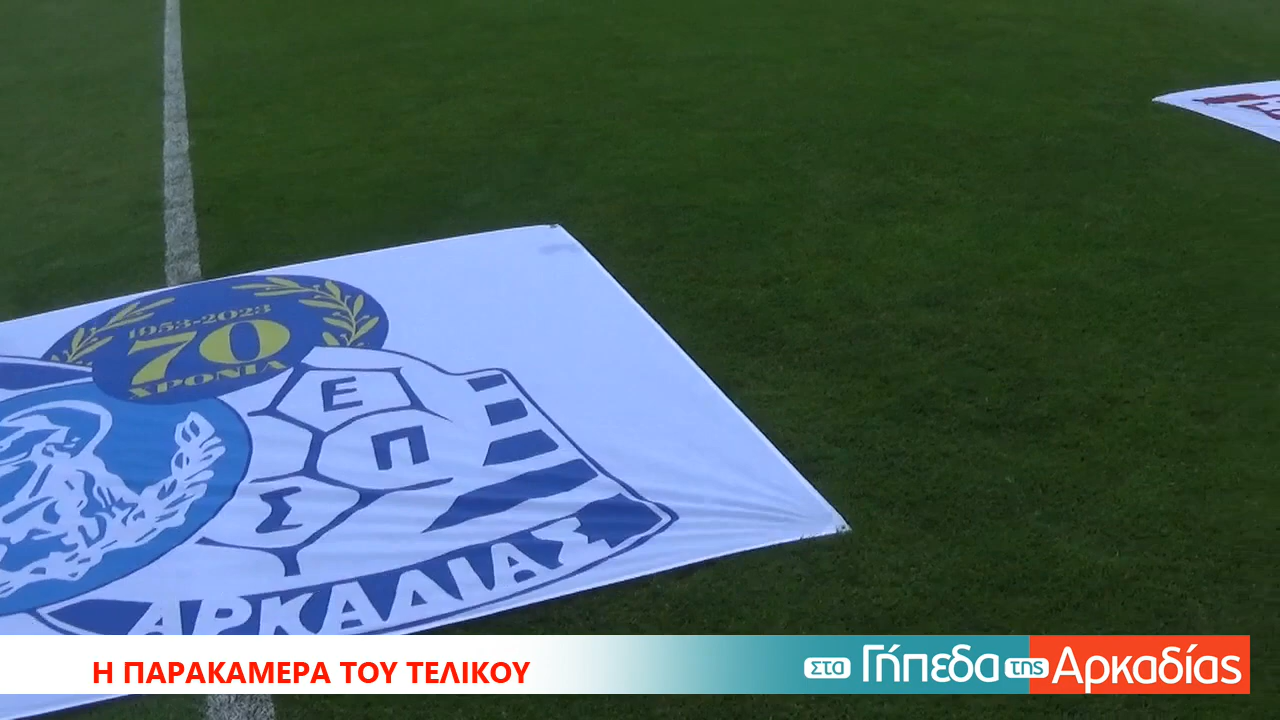 1953-2023
70
ΧΡΟΝΙΑ
Ε
Π
Σ
ΑΡΚΑΔΙΑΣ
Η ΠΑΡΑΚΑΜΕΡΑ ΤΟΥ ΤΕΛΙΚΟΥ
στα Γήπεδα της Αρκαδίας